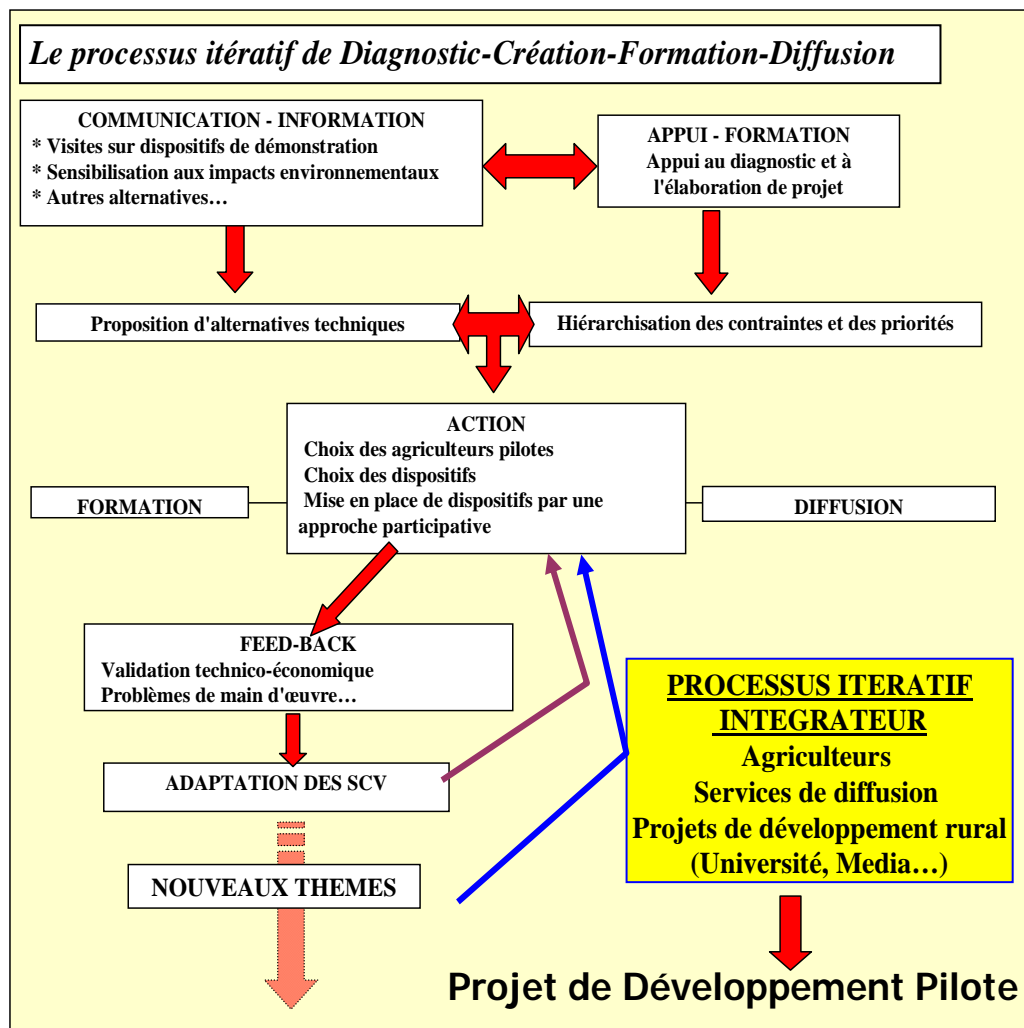 Le processus itératif de Diagnostic-Création-Formation-Diffusion
COMMUNICATION - INFORMATION
* Visites sur dispositifs de démonstration
* Sensibilisation aux impacts environnementaux
* Autres alternatives…
APPUI - FORMATION
Appui au diagnostic et à
l'élaboration de projet
Proposition d'alternatives techniques
Hiérarchisation des contraintes et des priorités
ACTION
Choix des agriculteurs pilotes
Choix des dispositifs
Mise en place de dispositifs par une
approche participative
FORMATION
DIFFUSION
FEED-BACK
Validation technico-économique
Problèmes de main d'œuvre…
ADAPTATION DES SCV
NOUVEAUX THEMES
PROCESSUS ITERATIF
INTEGRATEUR
Agriculteurs
Services de diffusion
Projets de développement rural
(Université, Media…)
Projet de Développement Pilote